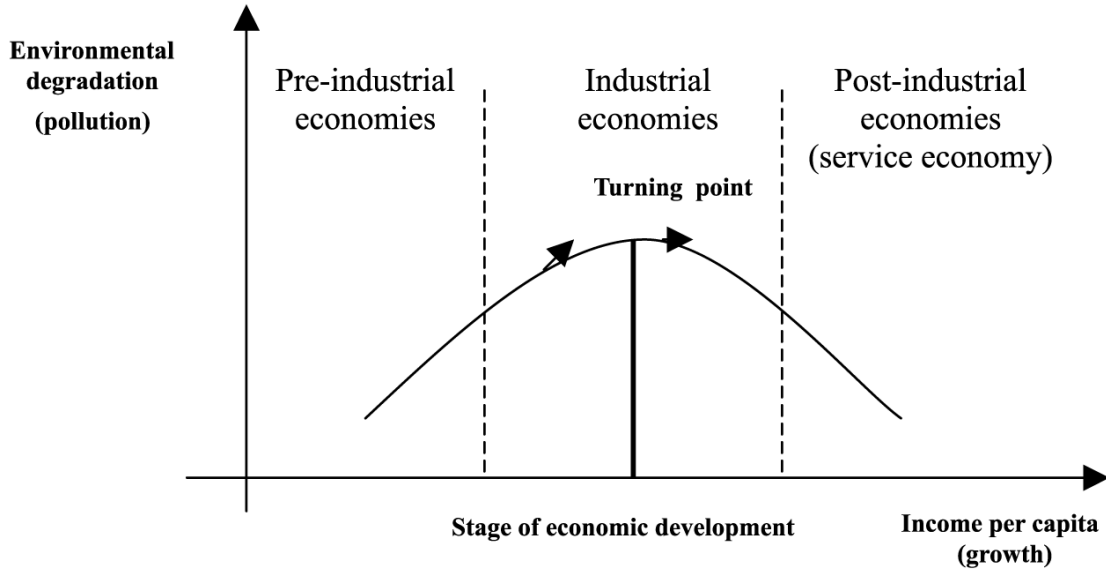 Environmental
degradation
(pollution)
Pre-industrial
economies
Industrial
economies
Post-industrial
economies
(service economy)
Turning point
Stage of economic development
Income per capita
(growth)